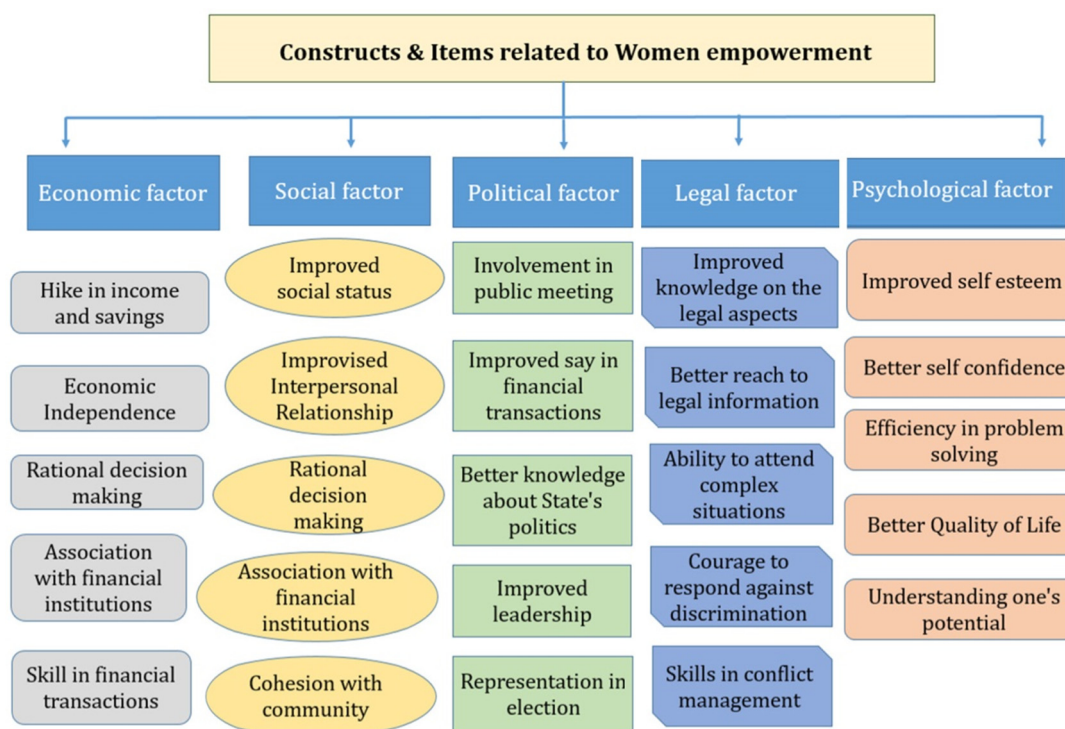 Constructs & Items related to Women empowerment
Economic factor
Social factor
Political factor
Legal factor
Psychological factor
Hike in income
and savings
Economic
Independence
Rational decision
making
Association
with financial
institutions
Skill in financial
transactions
Improved
social status
Improvised
Interpersonal
Relationship
Rational
decision
making
Association with
financial
institutions
Cohesion with
community
Involvement in
public meeting
Improved say in
financial
transactions
Better knowledge
about State's
politics
Improved
leadership
Representation in
election
Improved
knowledge on the
legal aspects
Better reach to
legal information
Ability to attend
complex
situations
Courage to
respond against
discrimination
Skills in conflict
management
Improved self esteem
Better self confidence
Efficiency in problem
solving
Better Quality of Life
Understanding one's
potential